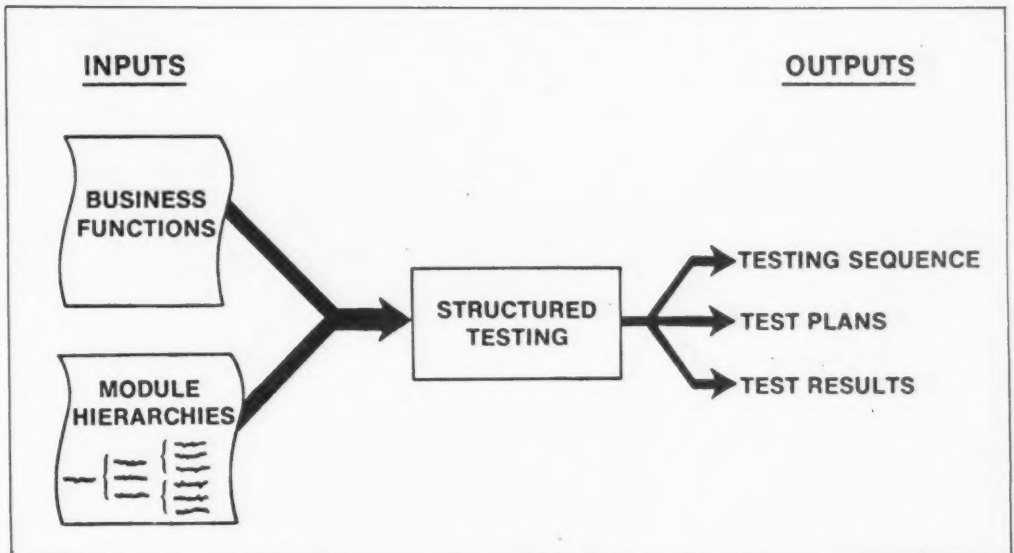 INPUTS
OUTPUTS
BUSINESS
FUNCTIONS
MODULE
HIERARCHIES
STRUCTURED
TESTING
TESTING SEQUENCE
TEST PLANS
TEST RESULTS